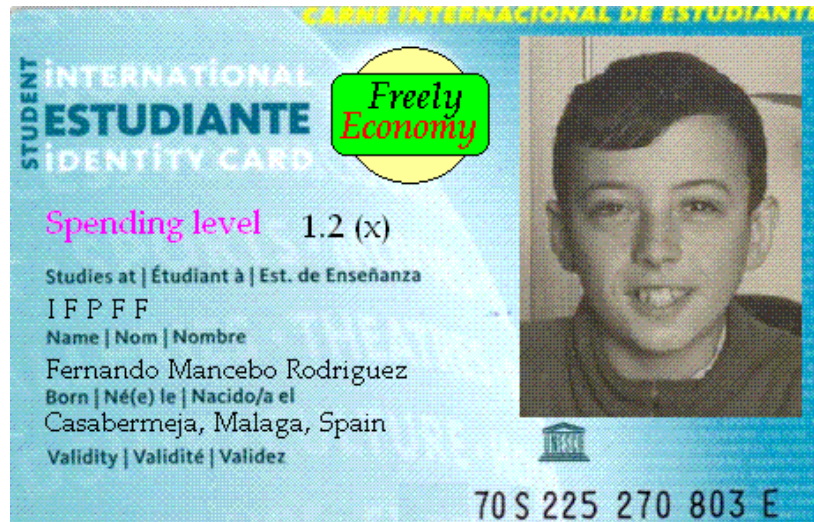 CARNE INTERNACIONAL DE ESTUDIANTE
STUDENT
INTERNATIONAL
ESTUDIANTE
IDENTITY CARD
Freely
Economy
Spending level 1.2 (x)
Studies at | Étudiant à | Est. de Enseñanza
I F P F F
Name | Nom | Nombre
Fernando Mancebo Rodriguez
Born | Né(e) le | Nacido/a el
Casabermeja, Malaga, Spain
Validity | Validité | Validez
UNESCO
70 S 225 270 803 E